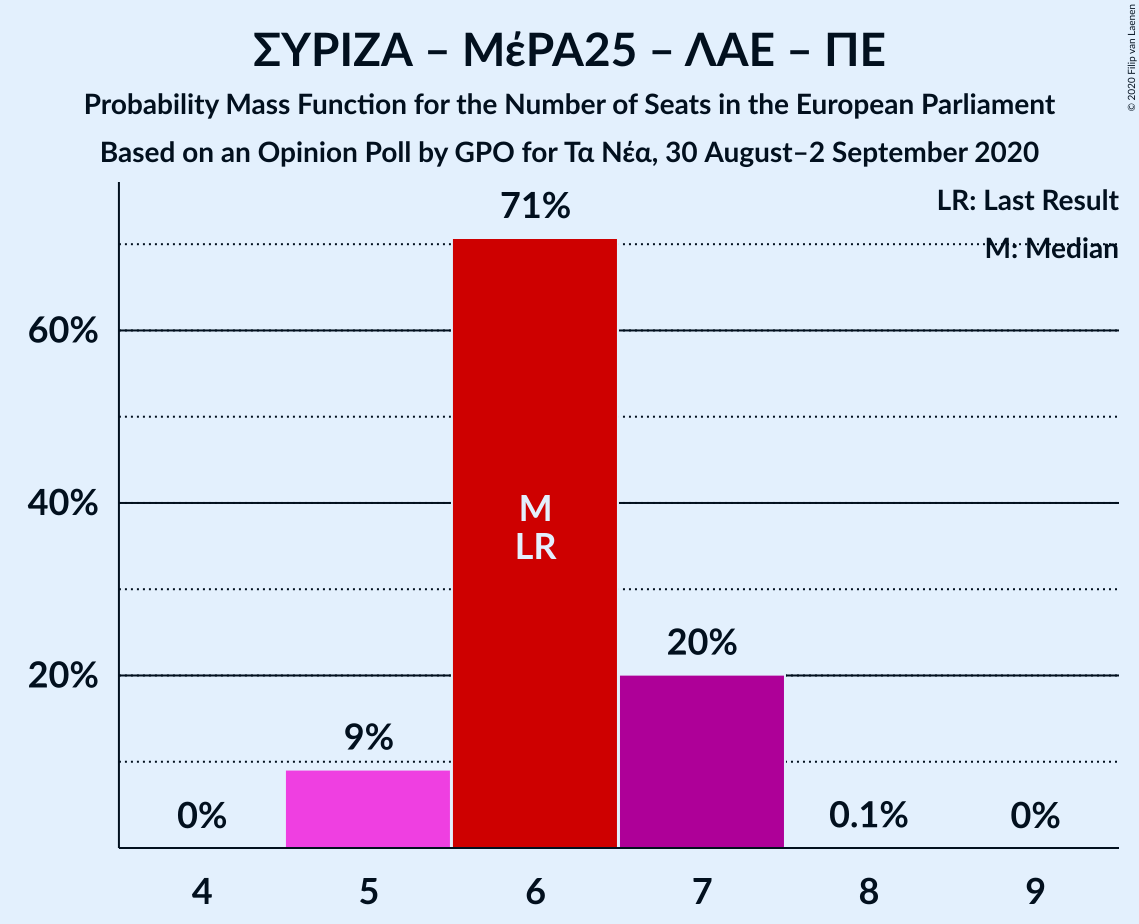 ΣΥΡΙΖΑ – ΜέΡΑ25 – ΛΑΕ – ΠΕ
Probability Mass Function for the Number of Seats in the European Parliament
Based on an Opinion Poll by GPO for Τα Νέα, 30 August–2 September 2020
© 2020 Filip van Laenen
LR: Last Result
M: Median
71%
60%
40%
20%
M
LR
20%
9%
0%
0.1%
0%
4 5 6 7 8 9